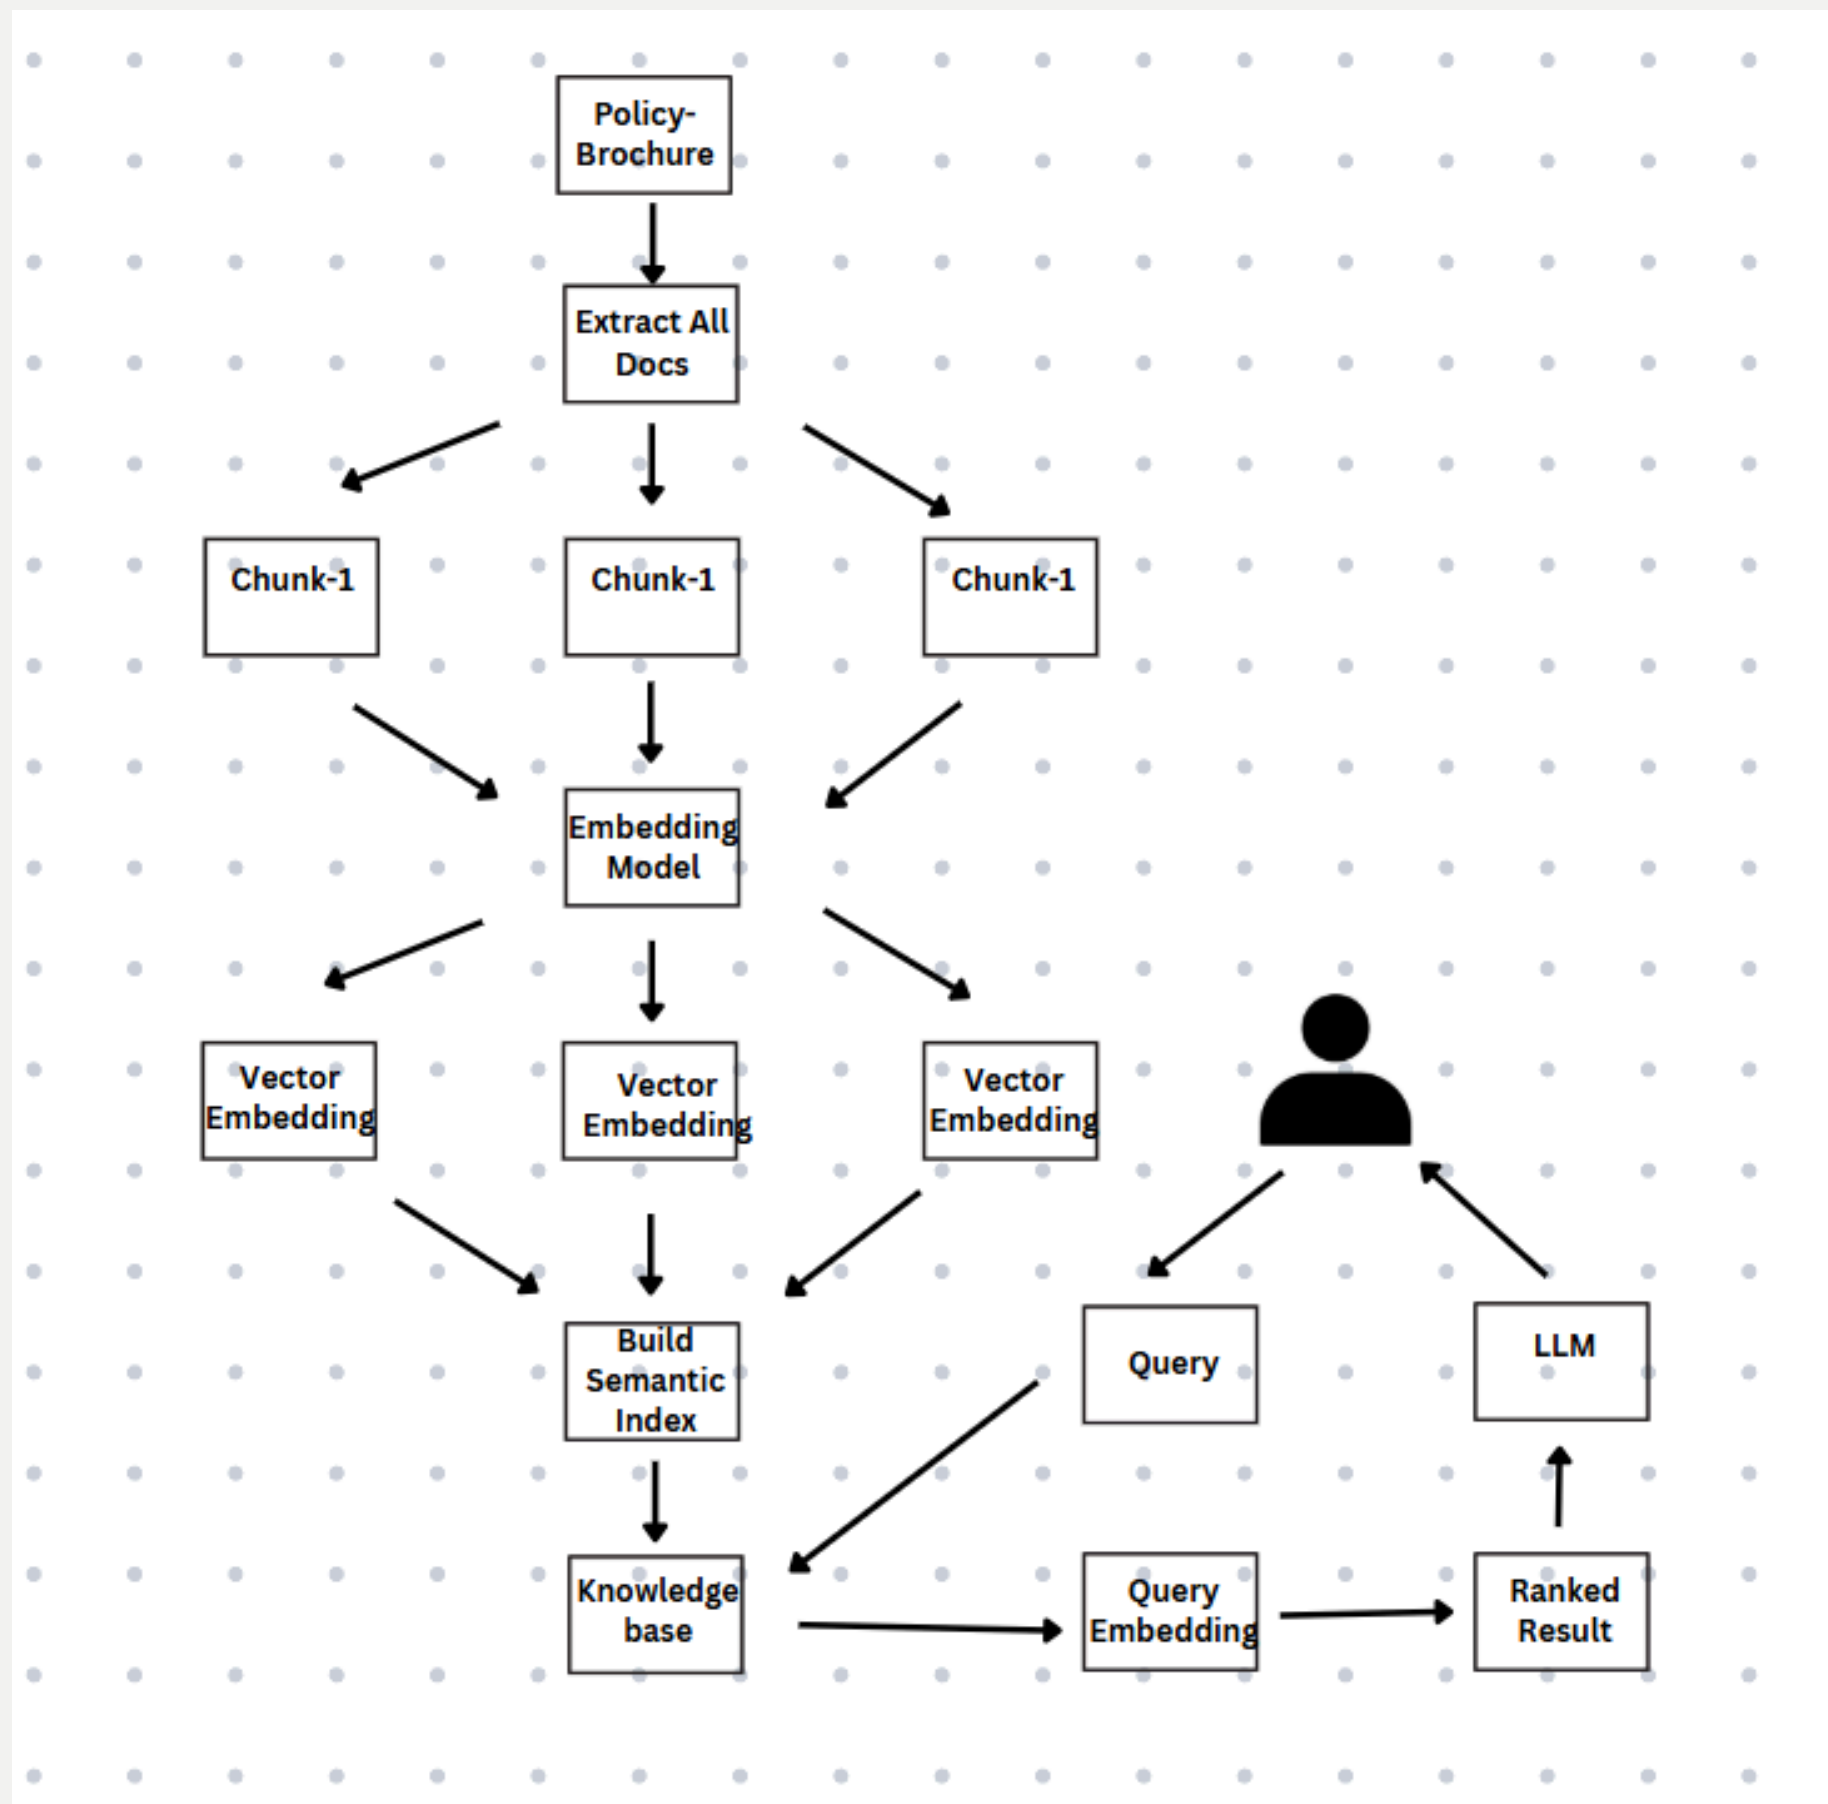 Policy-
Brochure
Extract All
Docs
Chunk-1
Chunk-1
Chunk-1
Embedding
Model
Vector
Embedding
Vector
Embedding
Vector
Embedding
Build
Semantic
Index
Query
LLM
Knowledge
base
Query
Embedding
Ranked
Result